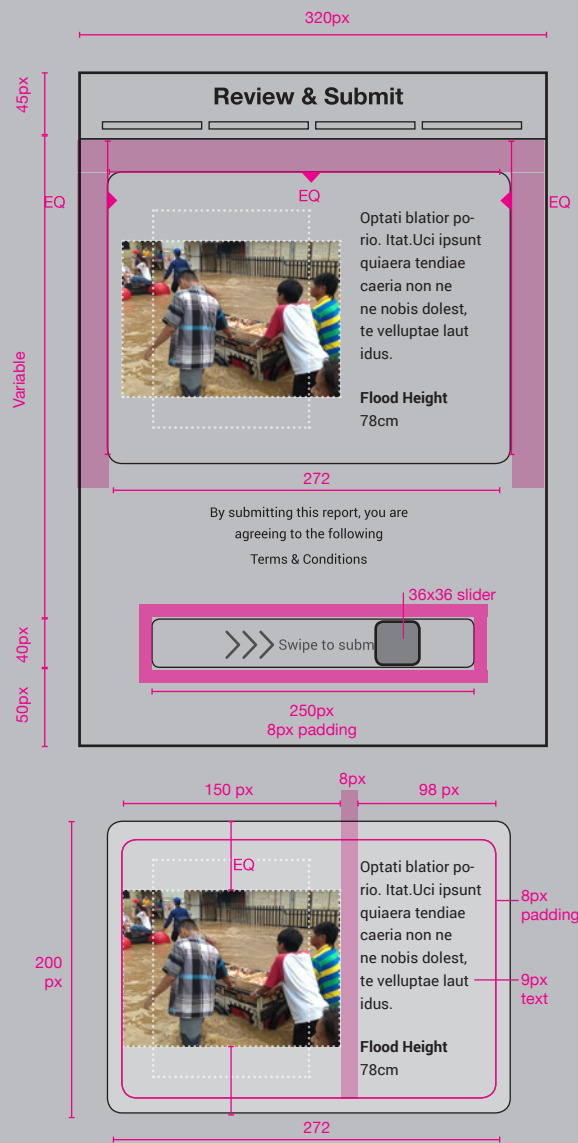 320px
45px
Review & Submit
EQ
EQ
EQ
Variable
Optati blatior po-
rio. Itat.Uci ipsunt
quiaera tendiae
caeria non ne
ne nobis dolest,
te velluptae laut
idus.
Flood Height
78cm
272
By submitting this report, you are
agreeing to the following
Terms & Conditions
36x36 slider
40px
Swipe to subm
50px
250px
8px padding
150 px
8px
98 px
EQ
Optati blatior po-
rio. Itat.Uci ipsunt
quiaera tendiae
caeria non ne
ne nobis dolest,
te velluptae laut
idus.
8px
padding
200
px
9px
text
Flood Height
78cm
272